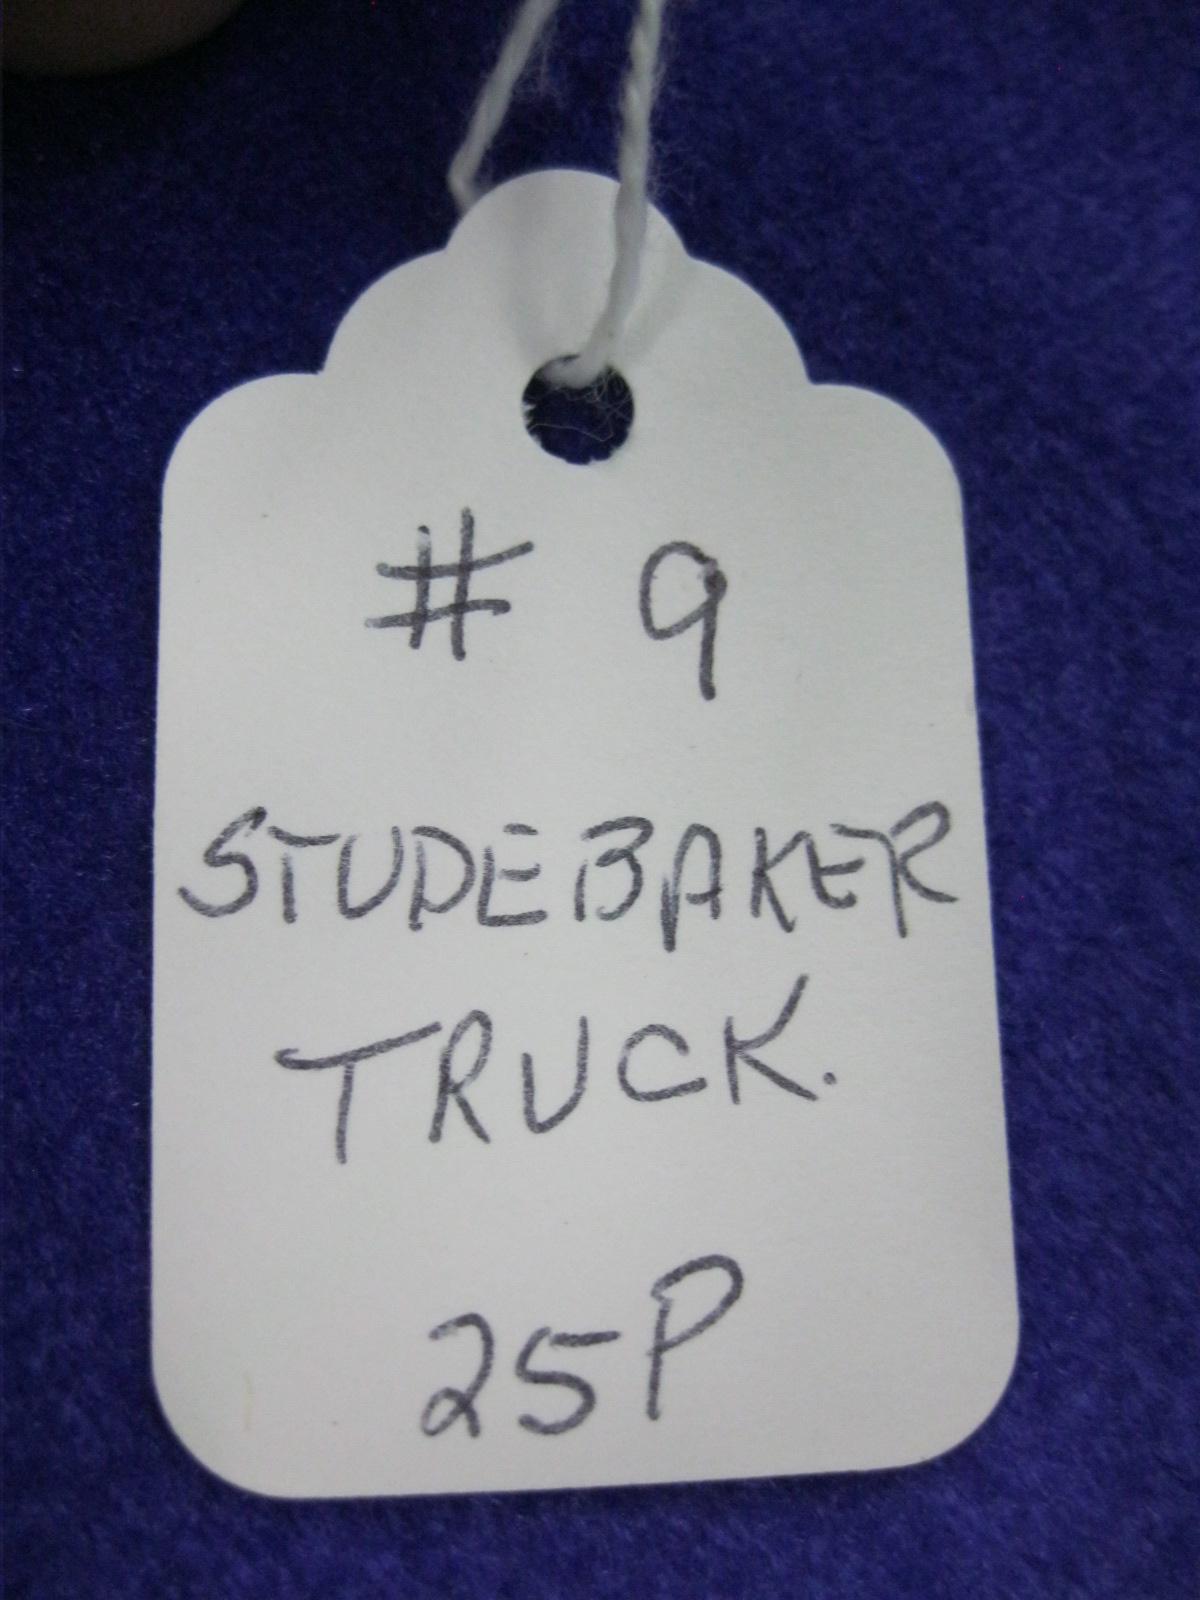 # 9
STUDEBAKER
TRUCK.
25P